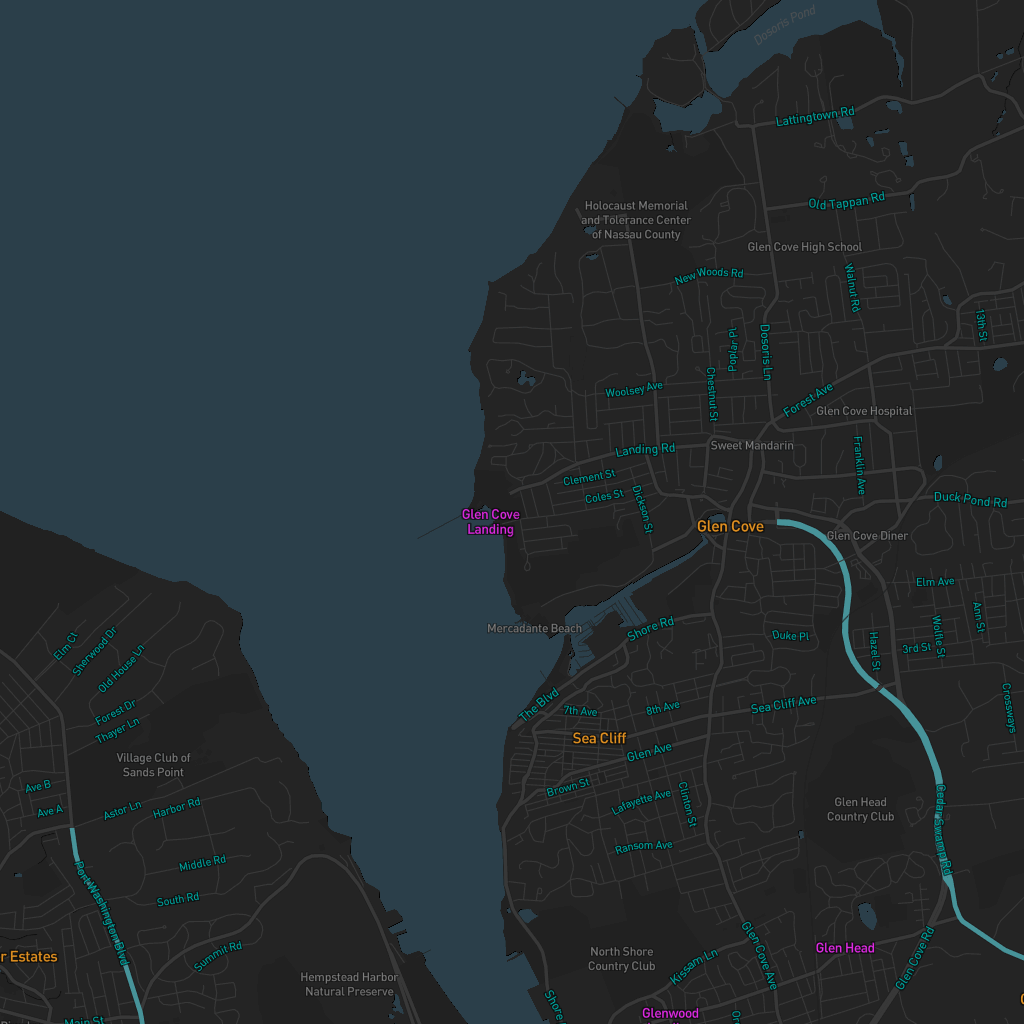 Dosoris Pond
Lattingtown Rd
Old Tappan Rd
Holocaust Memorial
and Tolerance Center
of Nassau County
Glen Cove High School
New Woods Rd
Walnut Rd
13th St
Poplar Pl
Dosoris Ln
Chestnut St
Woolsey Ave
Forest Ave
Glen Cove Hospital
Landing Rd
Sweet Mandarin
Franklin Ave
Clement St
Coles St
Dickson St
Duck Pond Rd
Glen Cove
Landing
Glen Cove
Glen Cove Diner
Elm Ave
Ann St
Wolfle St
Mercadante Beach
Shore Rd
Duke Pl
Hazel St
3rd St
Elm Ct
Sherwood Dr
Old House Ln
Forest Dr
Thayer Ln
The Blvd
7th Ave
8th Ave
Sea Cliff Ave
Crossways
Sea Cliff
Glen Ave
Village Club of
Sands Point
Ave B
Ave A
Astor Ln
Harbor Rd
Brown St
Lafayette Ave
Clinton St
Glen Head
Country Club
Cedar Swamp Rd
Ransom Ave
Middle Rd
South Rd
Port Washington Blvd
Summit Rd
r Estates
Hempstead Harbor
Natural Preserve
North Shore
Country Club
Kissam Ln
Glen Cove Ave
Glen Head
Glen Cove Rd
Shore
Glenwood
Main St